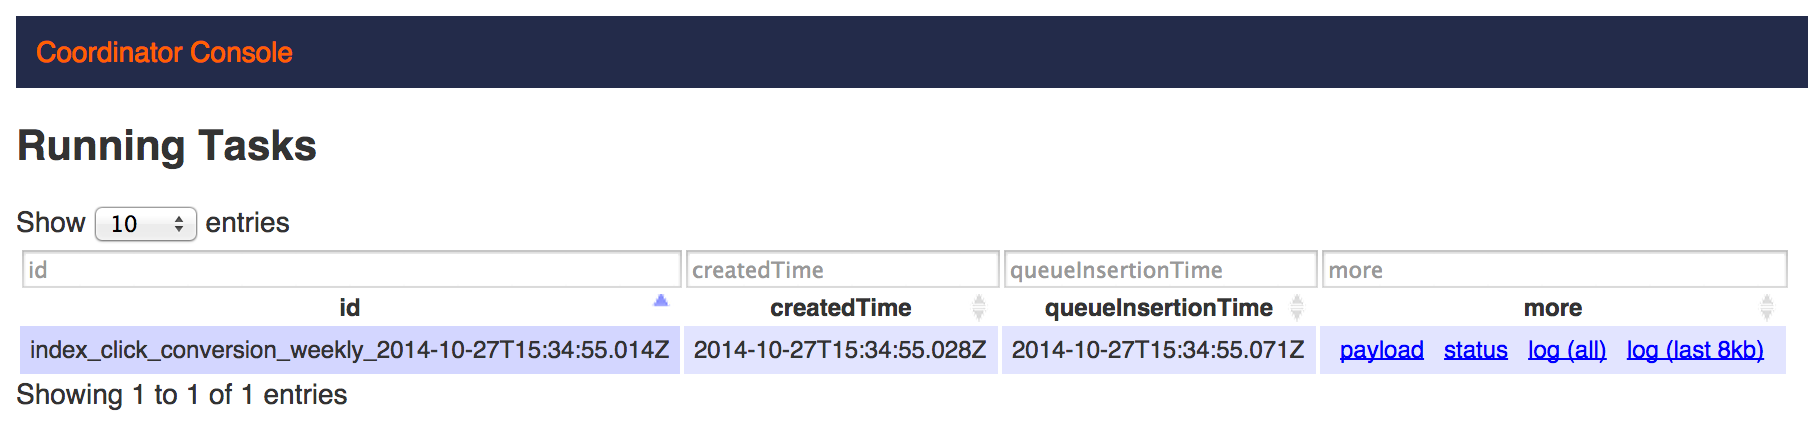 Coordinator Console
Running Tasks
Show 10 entries
id createdTime queueInsertionTime more
id createdTime queueInsertionTime more
index_click_conversion_weekly_2014-10-27T15:34:55.014Z 2014-10-27T15:34:55.028Z 2014-10-27T15:34:55.071Z payload status log (all) log (last 8kb)
Showing 1 to 1 of 1 entries